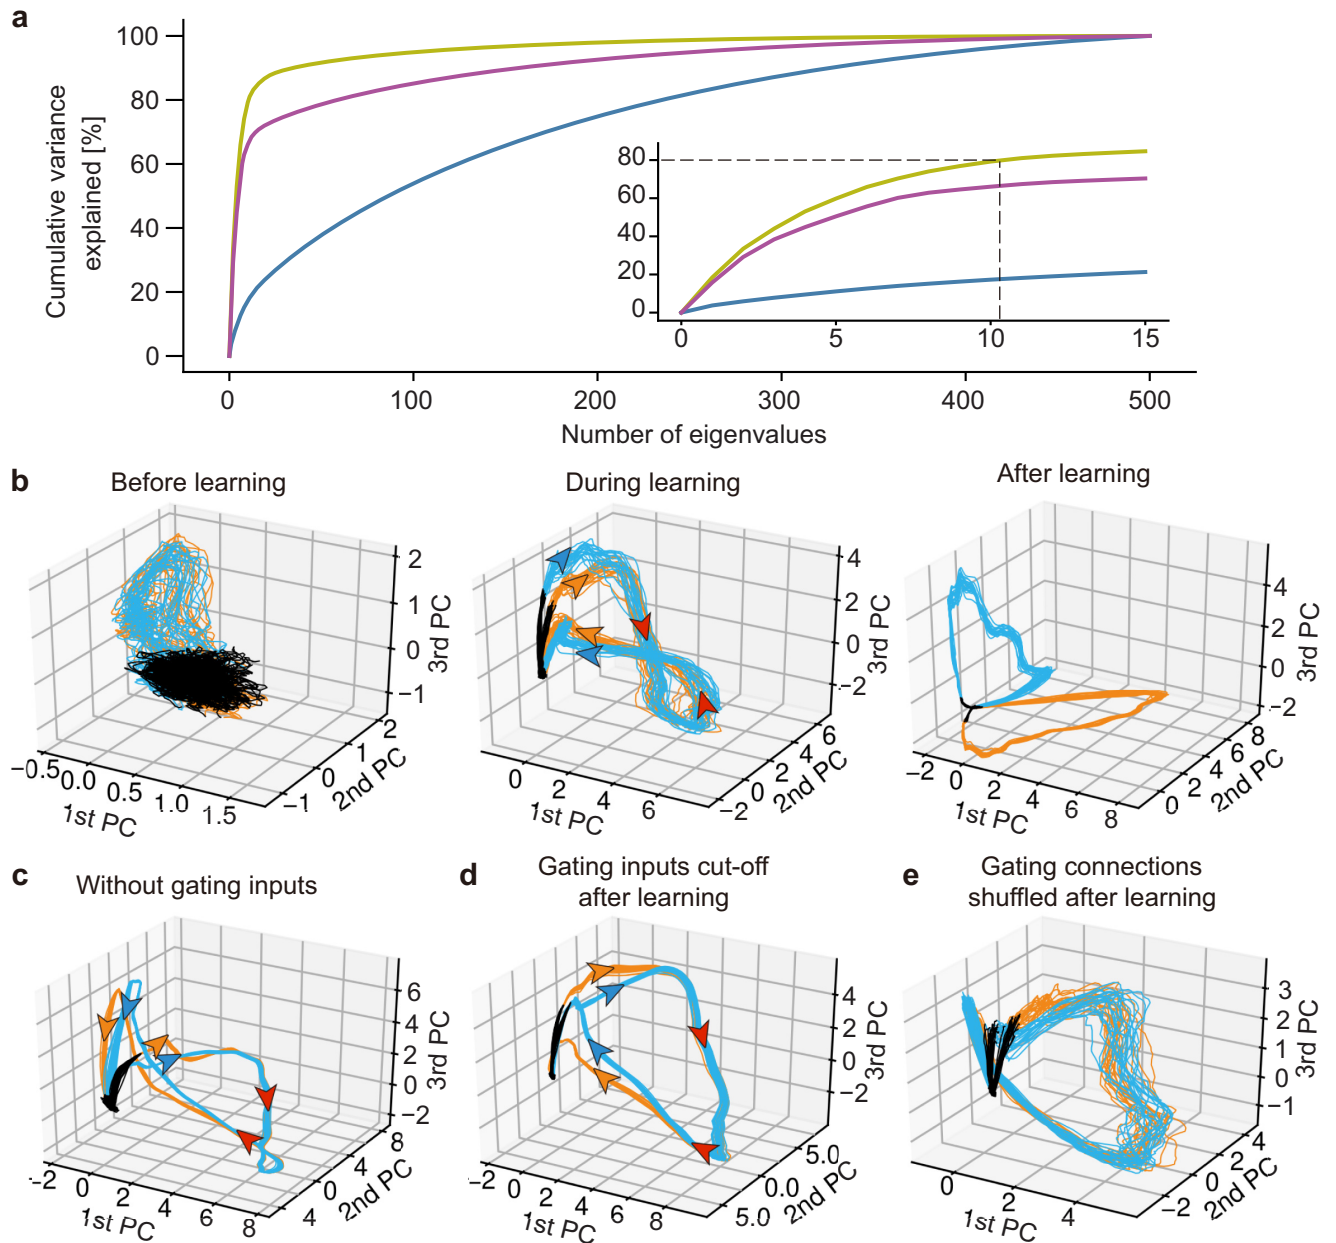 a
100
80
60
40
20
0
Cumulative variance
explained [%]
80
60
40
20
0
0 5 10 15
0 100 200 300 400 500
Number of eigenvalues
b
Before learning
During learning
After learning
2
1
0
−1
3rd PC
−0.5 0.0 0.5 1.0 1.5
1st PC
−1 0 1 2
2nd PC
4
2
0
−2
3rd PC
0 2 4 6
1st PC
−2 0 2 4 6
2nd PC
4
2
0
−2
3rd PC
−2 0 2 4 6 8
1st PC
0 2 4 6 8
2nd PC
c
Without gating inputs
d
Gating inputs cut-off
after learning
e
Gating connections
shuffled after learning
6
4
2
0
−2
3rd PC
−2 0 2 4 6 8
1st PC
4 0 4 8
2nd PC
4
2
0
−2
3rd PC
−2 0 2 4 6 8
1st PC
5.0 0.0 5.0
2nd PC
3
2
1
0
−1
3rd PC
0 2 4
1st PC
−2 0 2 4
2nd PC